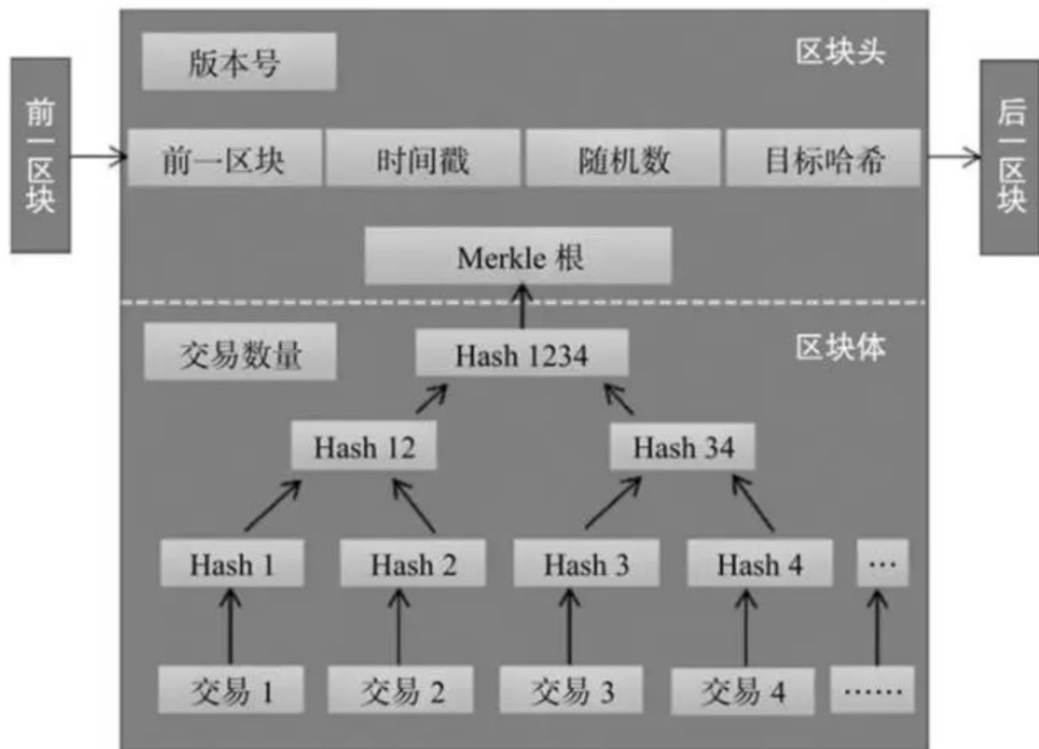 版本号
区块头
前一区块
后一区块
前一区块
时间戳
随机数
目标哈希
Merkle 根
交易数量
Hash 1234
区块体
Hash 12
Hash 34
Hash 1
Hash 2
Hash 3
Hash 4
…
交易 1
交易 2
交易 3
交易 4
……